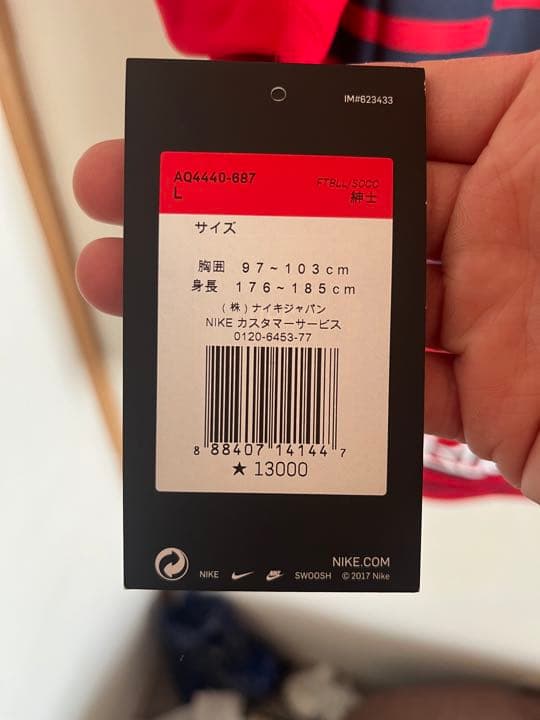 IM#623433
AQ4440-687
L
FTBLL/SOCC
紳士
サイズ
胸囲 97~103cm
身長 176~185cm
(株)ナイキジャパン
NIKE カスタマーサービス
0120-6453-77
8 88407 14144 7
★ 13000
NIKE.COM
NIKE SWOOSH © 2017 Nike